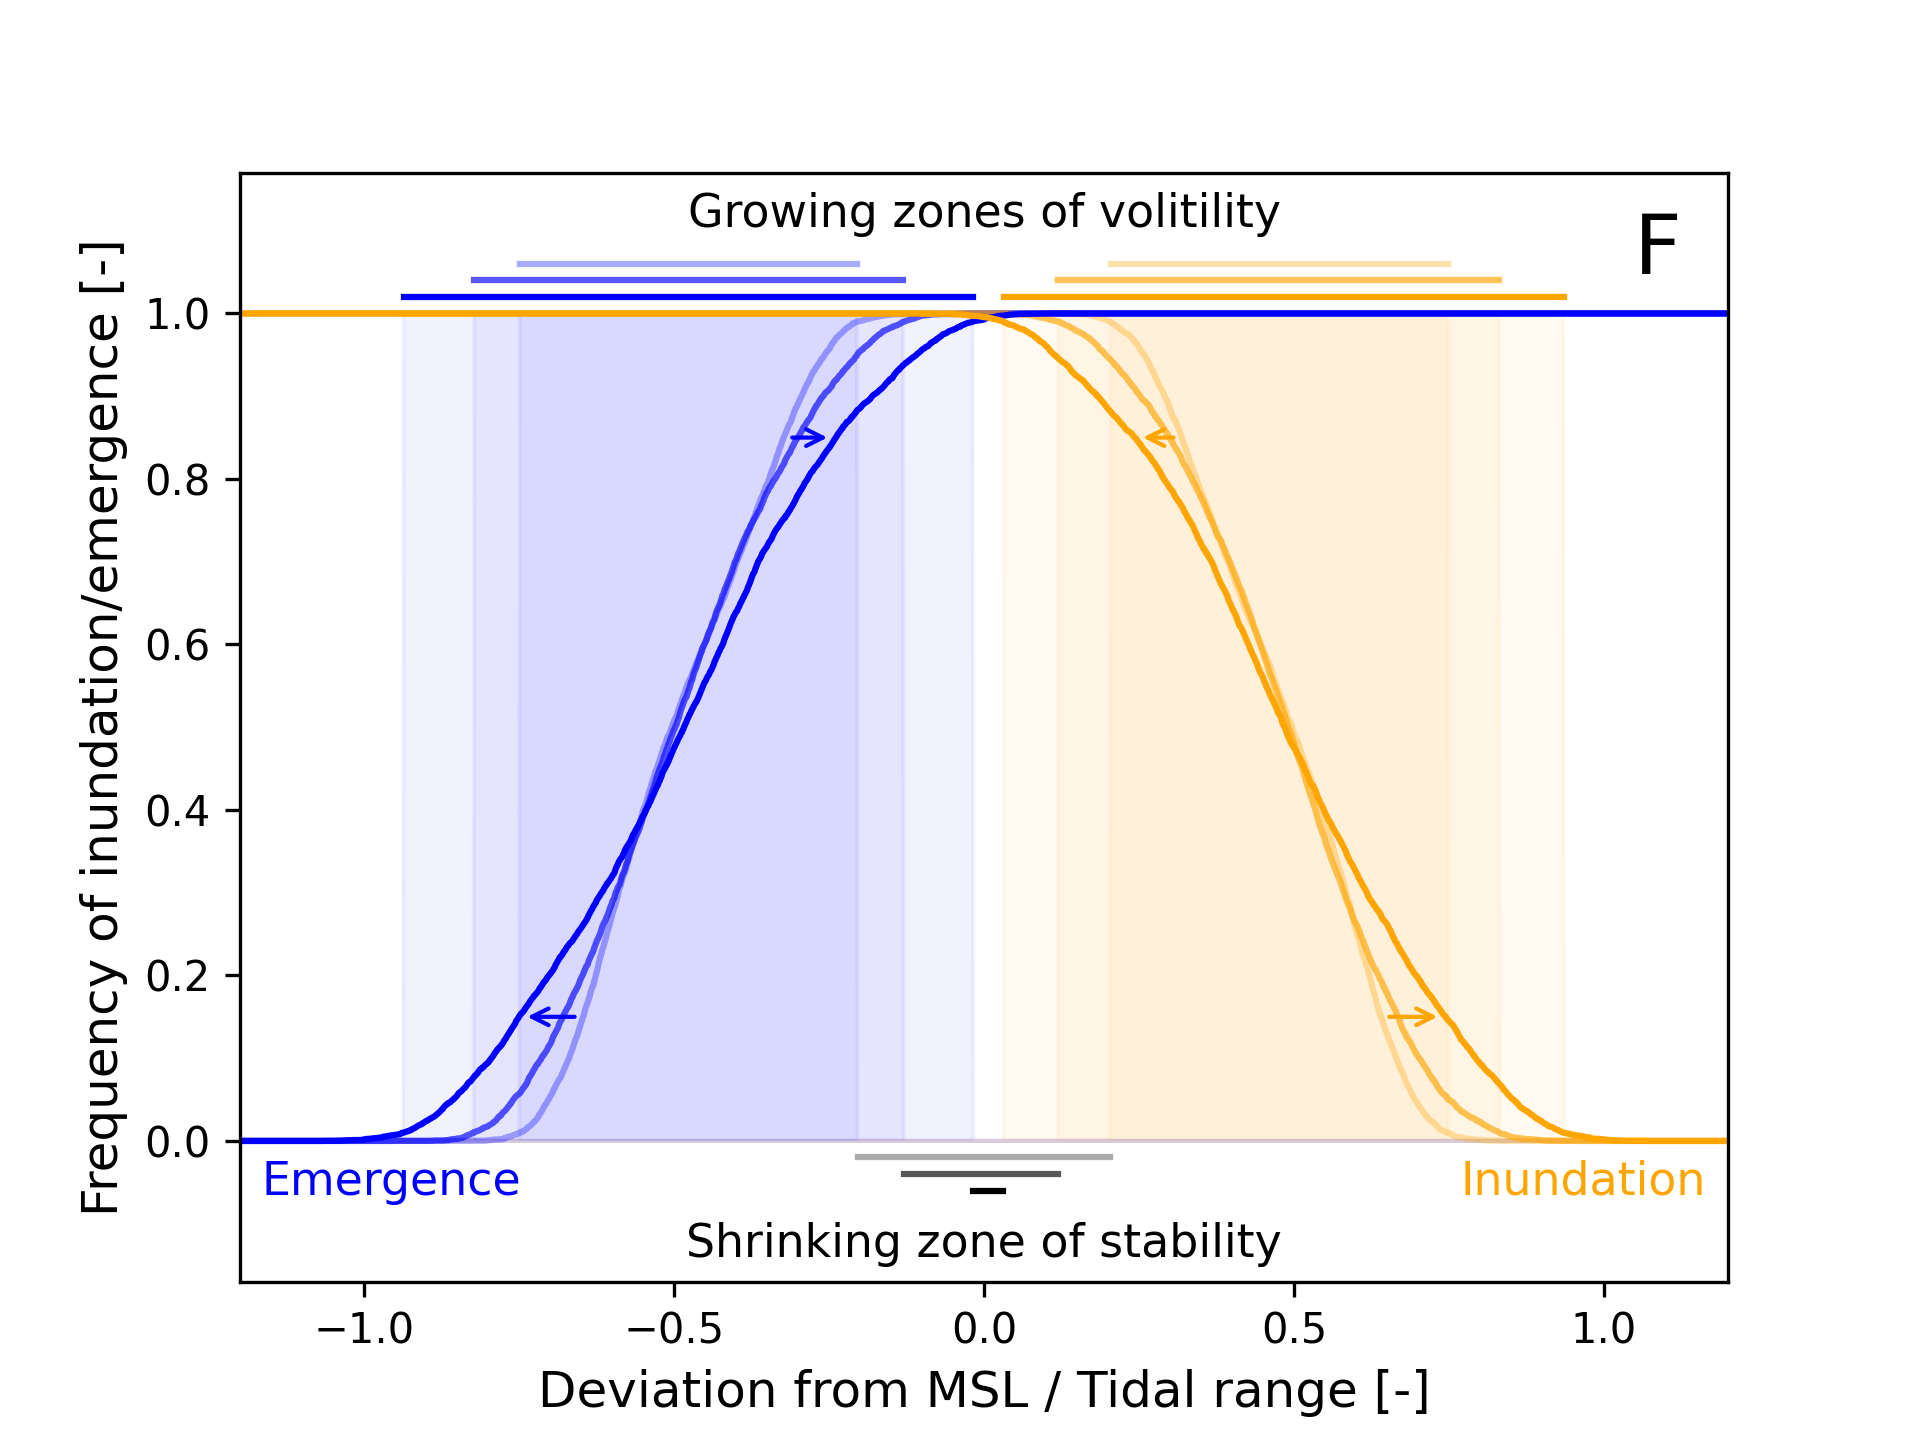 Growing zones of volitility
F
Frequency of inundation/emergence [-]
1.0
0.8
0.6
0.4
0.2
0.0
Emergence
Inundation
Shrinking zone of stability
−1.0
−0.5
0.0
0.5
1.0
Deviation from MSL / Tidal range [-]